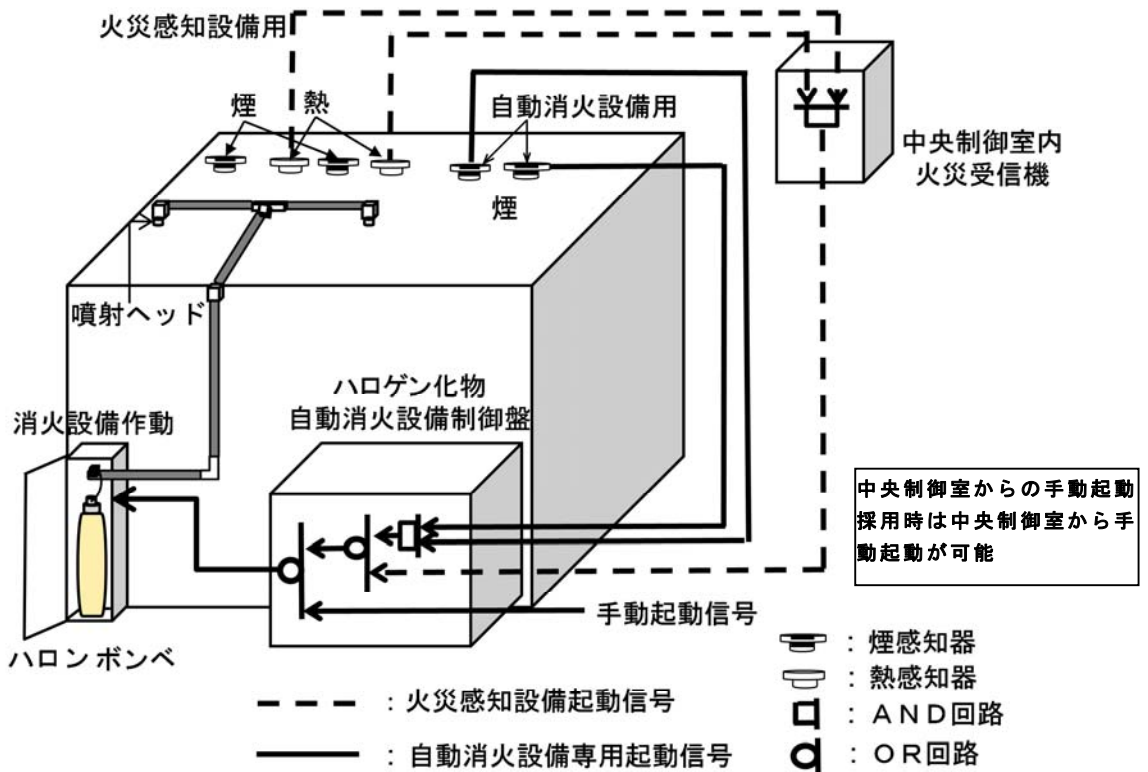 火災感知設備用
煙
熱
自動消火設備用
中央制御室内
火災受信機
煙
噴射ヘッド
ハロゲン化物
自動消火設備制御盤
消火設備作動
中央制御室からの手動起動
採用時は中央制御室から手
動起動が可能
手動起動信号
ハロンボンベ
：煙感知器
：熱感知器
：火災感知設備起動信号
：ＡＮＤ回路
：自動消火設備専用起動信号
：ＯＲ回路